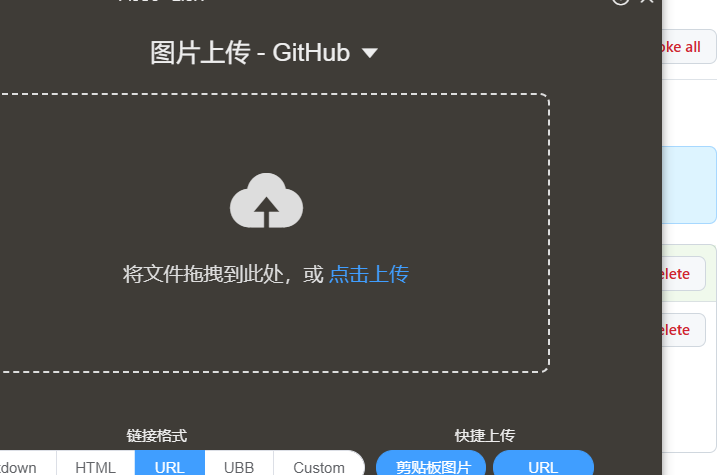 图片上传 - GitHub
oke all
将文件拖拽到此处，或 点击上传
elete
elete
链接格式
快捷上传
tdown HTML URL UBB Custom
剪贴板图片 URL